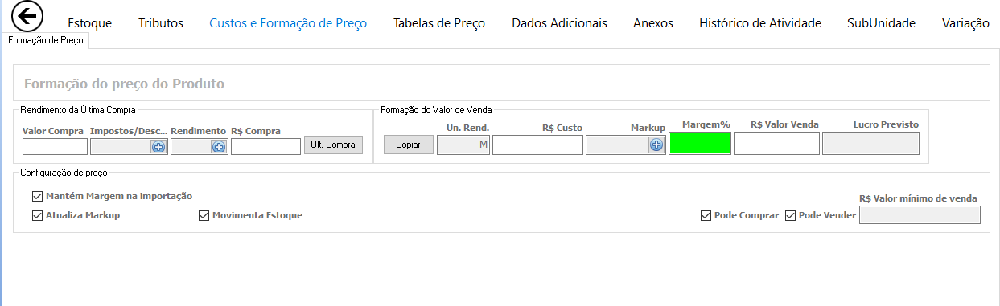 Estoque Tributos Custos e Formação de Preço Tabelas de Preço Dados Adicionais Anexos Histórico de Atividade SubUnidade Variação
Formação de Preço
Formação do preço do Produto
Rendimento da Última Compra
Valor Compra Impostos/Desc... Rendimento R$ Compra
Ult. Compra
Formação do Valor de Venda
Un. Rend. R$ Custo Markup Margem% R$ Valor Venda Lucro Previsto
Copiar M
Configuração de preço
Mantém Margem na importação
R$ Valor mínimo de venda
Atualiza Markup Movimenta Estoque Pode Comprar Pode Vender